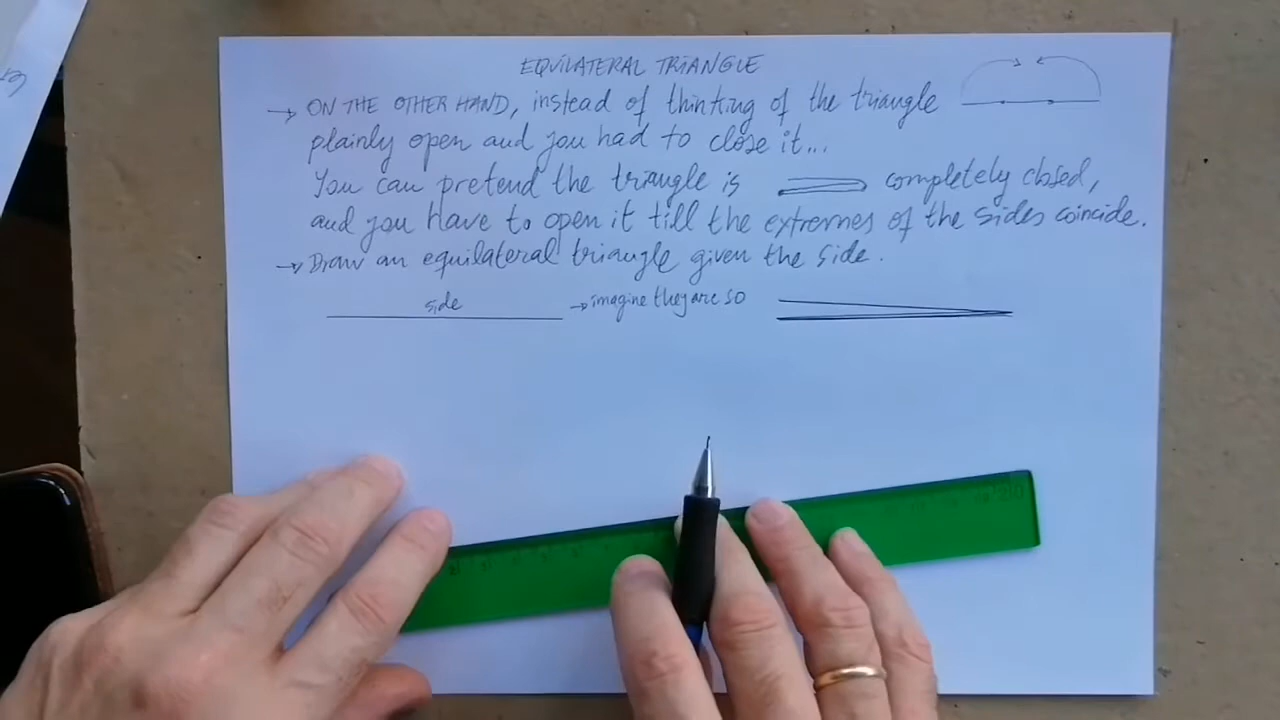 EQUILATERAL TRIANGLE
→ ON THE OTHER HAND, instead of thinking of the triangle
plainly open and you had to close it...
You can pretend the triangle is completely closed,
and you have to open it till the extremes of the sides coincide.
→ Draw an equilateral triangle given the side.
side →imagine they are so